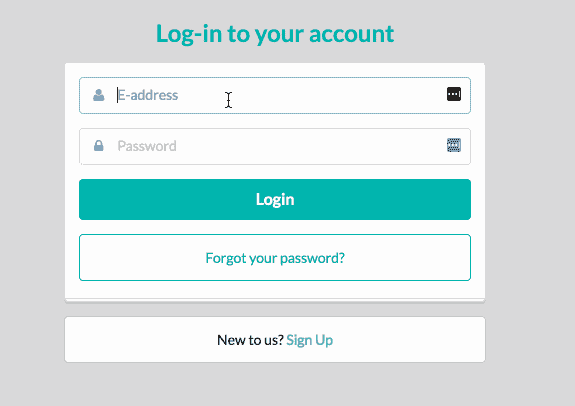 Log-in to your account
E-address
Password
Login
Forgot your password?
New to us? Sign Up